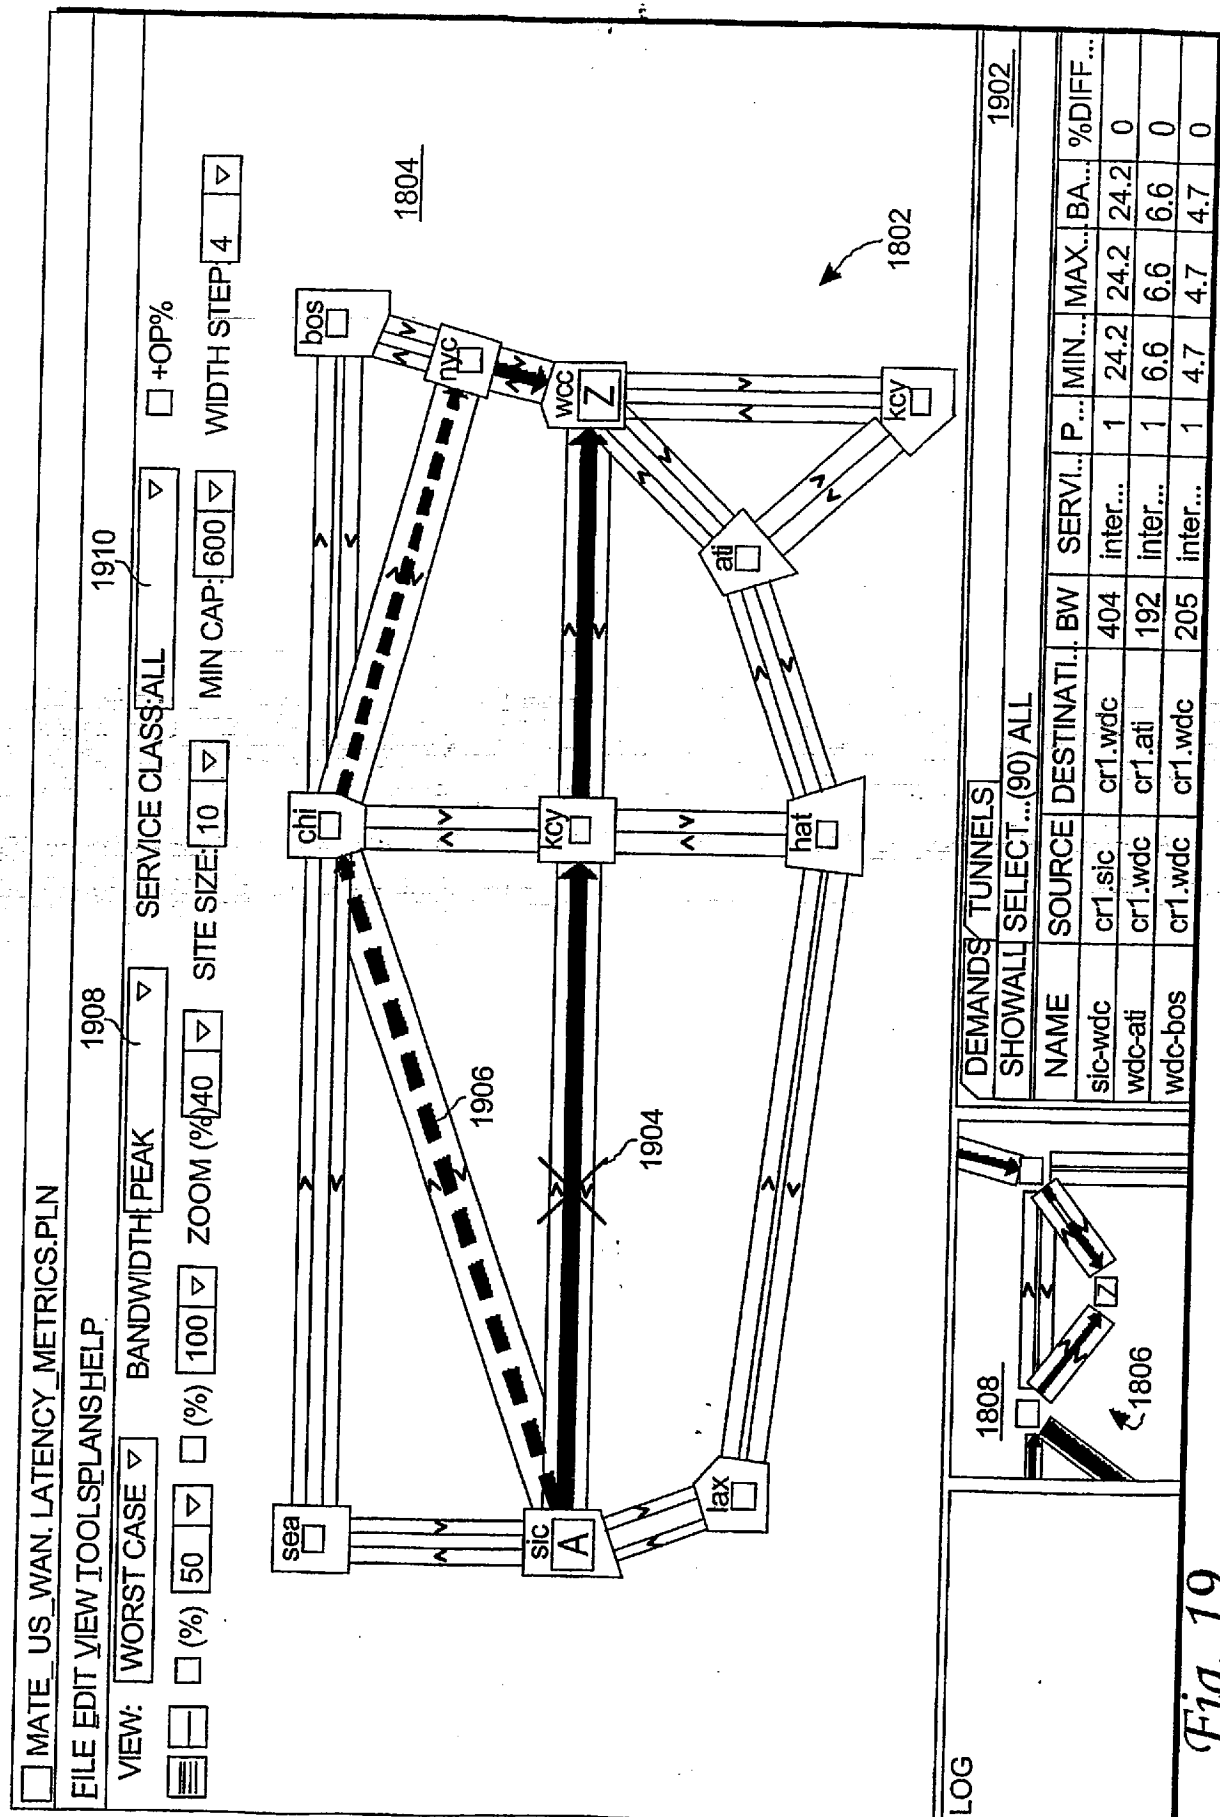 MATE_US_WAN. LATENCY_METRICS.PLN
FILE EDIT VIEW TOOLSPLANSHELP
1908
1910
VIEW: WORST CASE BANDWIDTH: PEAK SERVICE CLASS: ALL +OP%
(%) 50 (%) 100 ZOOM (%) 40 SITE SIZE: 10 MIN CAP: 600 WIDTH STEP: 4
1804
sea
chi
bos
nyc
1906
sic
A
kcy
wcc
Z
1904
1802
ati
lax
hat
kcy
LOG
1808
Z
1806
1902
DEMANDS TUNNELS
SHOWALL SELECT...(90) ALL
NAME SOURCE DESTINATI... BW SERVI... P... MIN... MAX... BA... %DIFF...
sic-wdc cr1.sic cr1.wdc 404 inter... 1 24.2 24.2 24.2 0
wdc-ati cr1.wdc cr1.ati 192 inter... 1 6.6 6.6 6.6 0
wdc-bos cr1.wdc cr1.wdc 205 inter... 1 4.7 4.7 4.7 0
Fig. 19